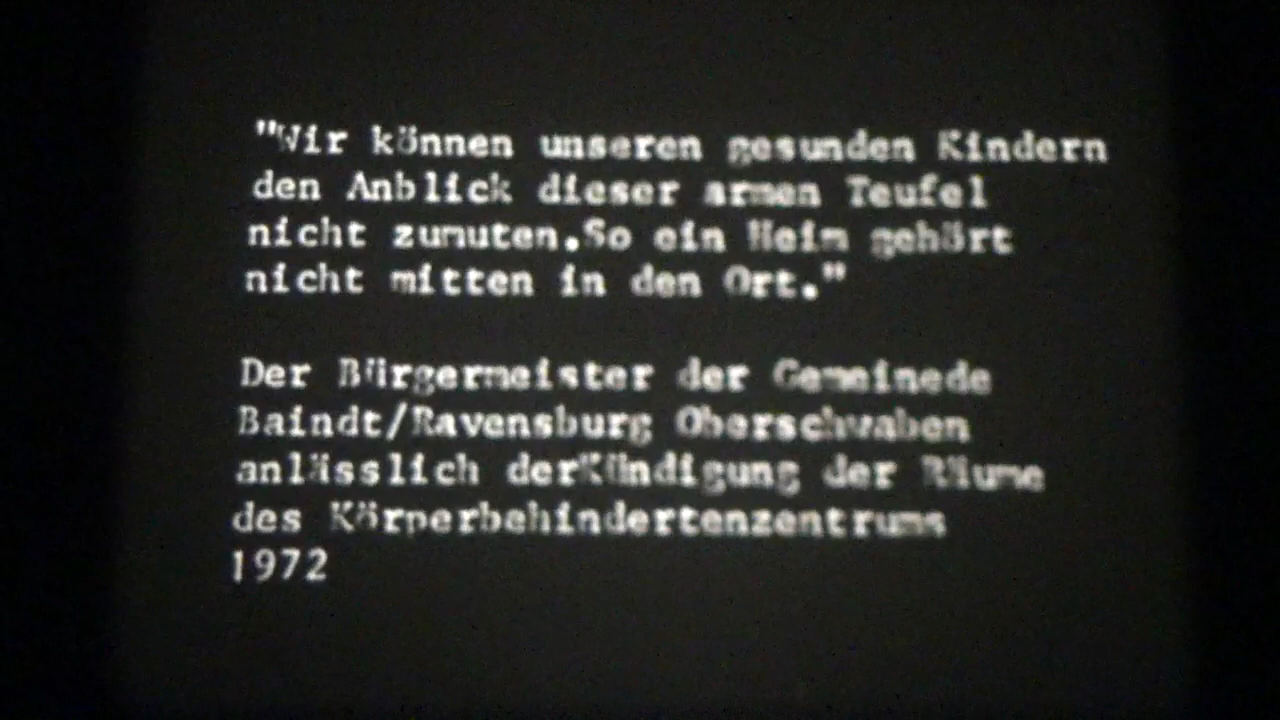 "Wir können unseren gesunden Kindern
den Anblick dieser armen Teufel
nicht zumuten.So ein Heim gehört
nicht mitten in den Ort."
Der Bürgermeister der Gemeinede
Baindt/Ravensburg Oberschwaben
anlässlich derKündigung der Räume
des Körperbehindertenzentrums
1972